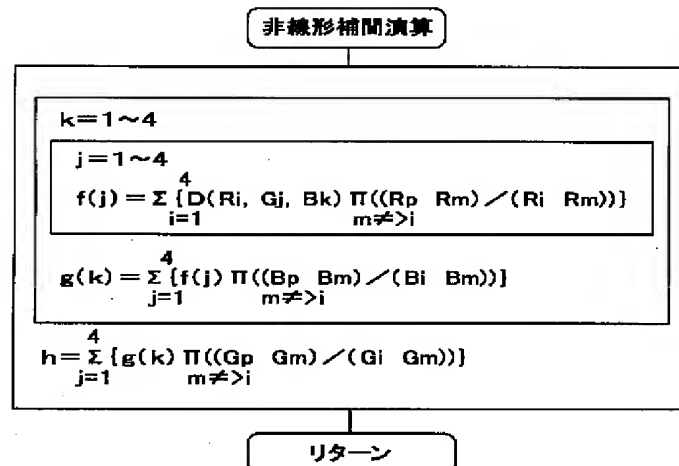 非線形補間演算
k=1~4
j=1~4
4
f(j)=Σ{D(Ri, Gj, Bk) Π((Rp Rm)/(Ri Rm))}
i=1 m≠>i
4
g(k)=Σ{f(j) Π((Bp Bm)/(Bi Bm))}
j=1 m≠>i
4
h=Σ{g(k) Π((Gp Gm)/(Gi Gm))}
j=1 m≠>i
リターン